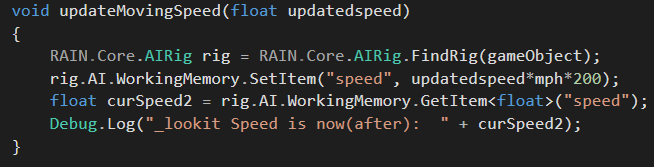 void updateMovingSpeed(float updatedspeed)
{
RAIN.Core.AIRig rig = RAIN.Core.AIRig.FindRig(gameObject);
rig.AI.WorkingMemory.SetItem("speed", updatedspeed*mph*200);
float curSpeed2 = rig.AI.WorkingMemory.GetItem<float>("speed");
Debug.Log("_lookit Speed is now(after):  " + curSpeed2);
}